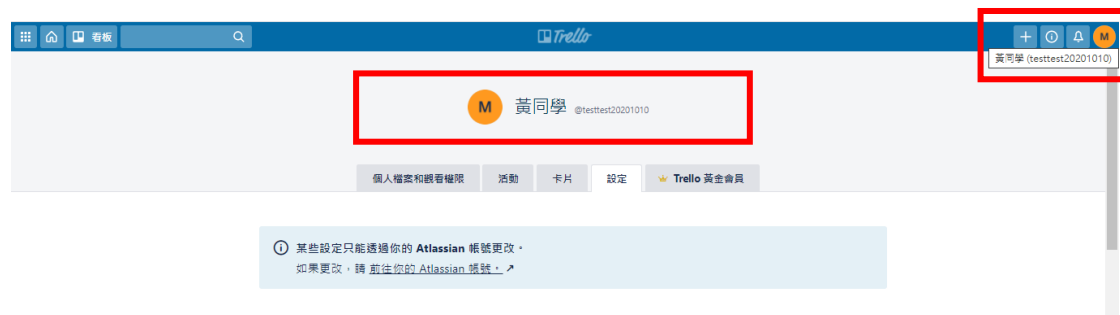 看板
Trello
M
黃同學 (testtest20201010)
M 黃同學 @testtest20201010
個人檔案和觀看權限 活動 卡片 設定 Trello 黃金會員
某些設定只能透過你的 Atlassian 帳號更改。
如果更改,請 前往你的 Atlassian 帳號。↗